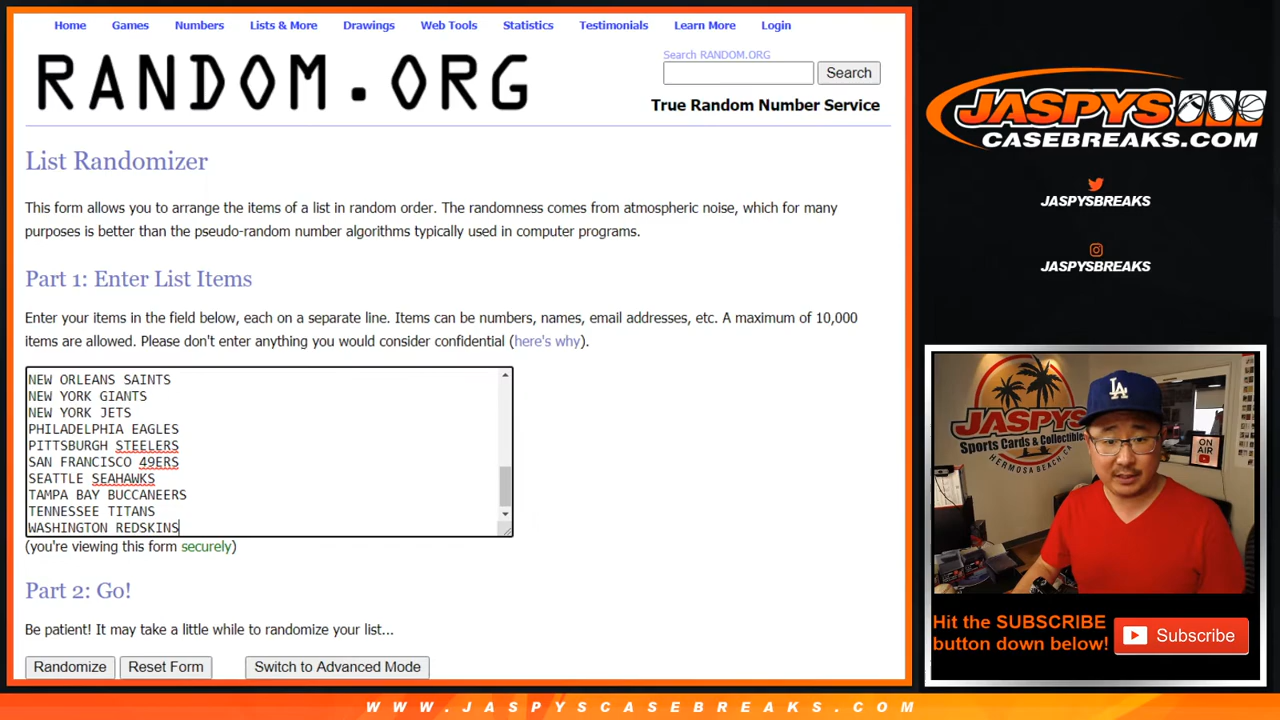 Home Games Numbers Lists & More Drawings Web Tools Statistics Testimonials Learn More Login
RANDOM.ORG
Search RANDOM.ORG
Search
True Random Number Service
List Randomizer
This form allows you to arrange the items of a list in random order. The randomness comes from atmospheric noise, which for many
purposes is better than the pseudo-random number algorithms typically used in computer programs.
Part 1: Enter List Items
Enter your items in the field below, each on a separate line. Items can be numbers, names, email addresses, etc. A maximum of 10,000
items are allowed. Please don't enter anything you would consider confidential (here's why).
NEW ORLEANS SAINTS
NEW YORK GIANTS
NEW YORK JETS
PHILADELPHIA EAGLES
PITTSBURGH STEELERS
SAN FRANCISCO 49ERS
SEATTLE SEAHAWKS
TAMPA BAY BUCCANEERS
TENNESSEE TITANS
WASHINGTON REDSKINS
(you're viewing this form securely)
Part 2: Go!
Be patient! It may take a little while to randomize your list...
Randomize Reset Form Switch to Advanced Mode
JASPYS
CASEBREAKS.COM
JASPYSBREAKS
JASPYSBREAKS
JASPYS
Sports Cards & Collectibles
HERMOSA BEACH, CA
LA
ON
AIR
Hit the SUBSCRIBE
button down below!
Subscribe
WWW.JASPYSCASEBREAKS.COM